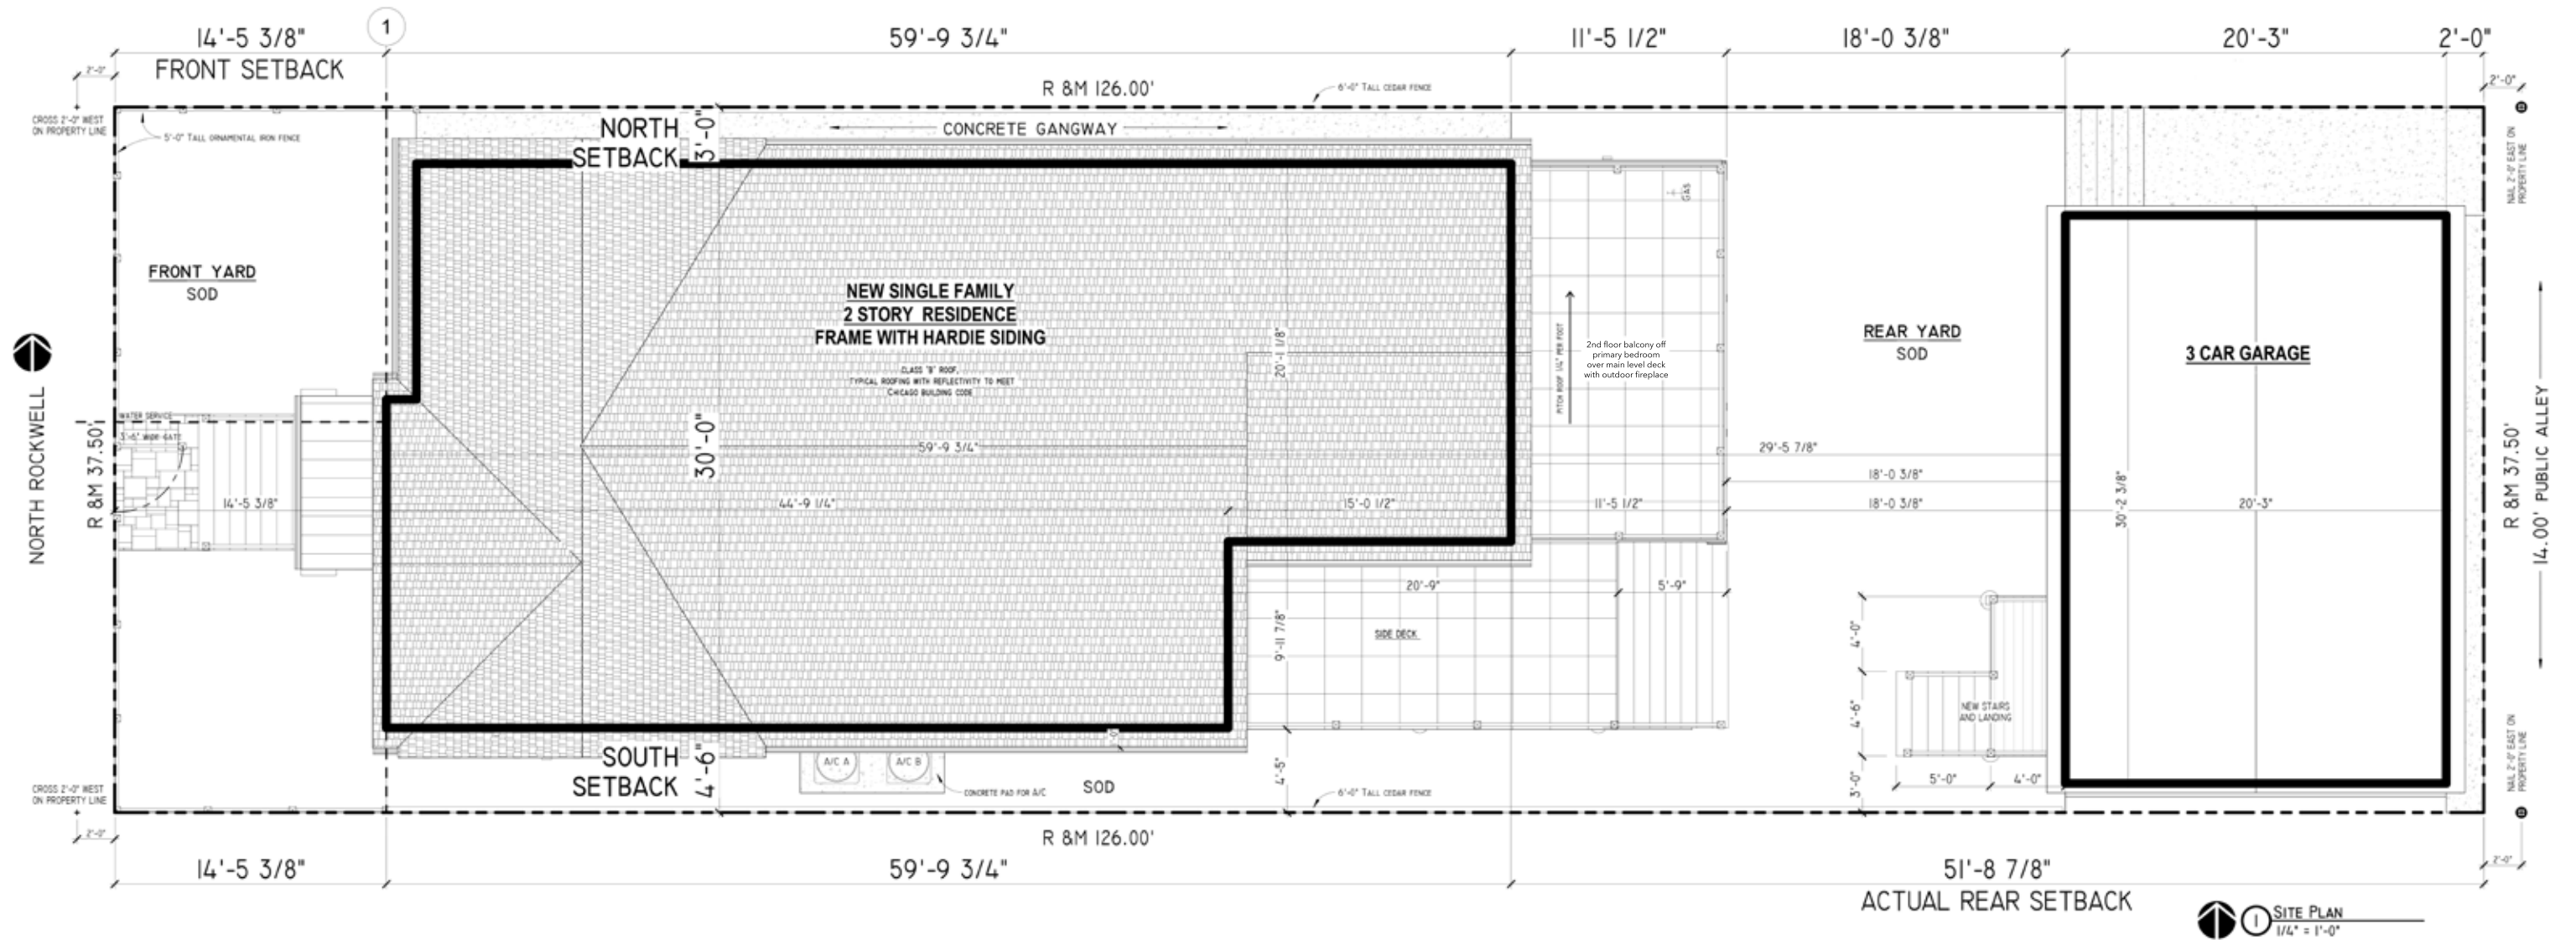 14'-5 3/8"
1
59'-9 3/4"
11'-5 1/2"
18'-0 3/8"
20'-3"
2'-0"
FRONT SETBACK
2'-0"
2'-0"
R &M 126.00'
6'-0" TALL CEDAR FENCE
CROSS 2'-0" WEST
ON PROPERTY LINE
5'-0" TALL ORNAMENTAL IRON FENCE
NORTH
SETBACK
3'-0"
CONCRETE GANGWAY
NAIL 2'-0" EAST ON
PROPERTY LINE
GAS
FRONT YARD
SOD
NEW SINGLE FAMILY
2 STORY RESIDENCE
FRAME WITH HARDIE SIDING
CLASS "B" ROOF,
TYPICAL ROOFING WITH REFLECTIVITY TO MEET
CHICAGO BUILDING CODE
20'-1 1/8"
PITCH ROOF 1/4" PER FOOT
2nd floor balcony off
primary bedroom
over main level deck
with outdoor fireplace
REAR YARD
SOD
3 CAR GARAGE
NORTH ROCKWELL
R &M 37.50'
WATER SERVICE
3'-6" WIDE GATE
30'-0"
59'-9 3/4"
29'-5 7/8"
18'-0 3/8"
14'-5 3/8"
44'-9 1/4"
15'-0 1/2"
11'-5 1/2"
18'-0 3/8"
30'-2 3/8"
20'-3"
R &M 37.50'
14.00' PUBLIC ALLEY
20'-9"
5'-9"
9'-11 7/8"
SIDE DECK
4'-0"
4'-6"
NEW STAIRS
AND LANDING
5'-0"
4'-0"
3'-0"
SOUTH
SETBACK
4'-6"
A/C A
A/C B
CONCRETE PAD FOR A/C
SOD
4'-5"
6'-0" TALL CEDAR FENCE
CROSS 2'-0" WEST
ON PROPERTY LINE
NAIL 2'-0" EAST ON
PROPERTY LINE
2'-0"
R &M 126.00'
2'-0"
14'-5 3/8"
59'-9 3/4"
51'-8 7/8"
ACTUAL REAR SETBACK
1
SITE PLAN
1/4" = 1'-0"